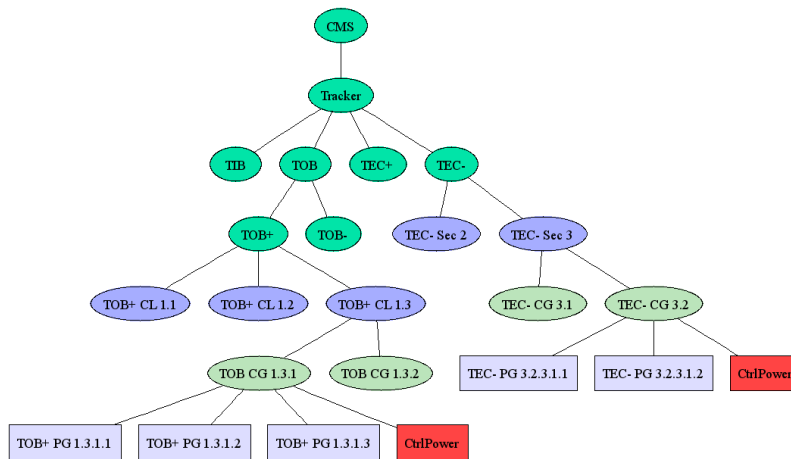 CMS
Tracker
TIB
TOB
TEC+
TEC-
TOB+
TOB-
TEC- Sec 2
TEC- Sec 3
TOB+ CL 1.1
TOB+ CL 1.2
TOB+ CL 1.3
TEC- CG 3.1
TEC- CG 3.2
TOB CG 1.3.1
TOB CG 1.3.2
TEC- PG 3.2.3.1.1
TEC- PG 3.2.3.1.2
CtrlPower
TOB+ PG 1.3.1.1
TOB+ PG 1.3.1.2
TOB+ PG 1.3.1.3
CtrlPower